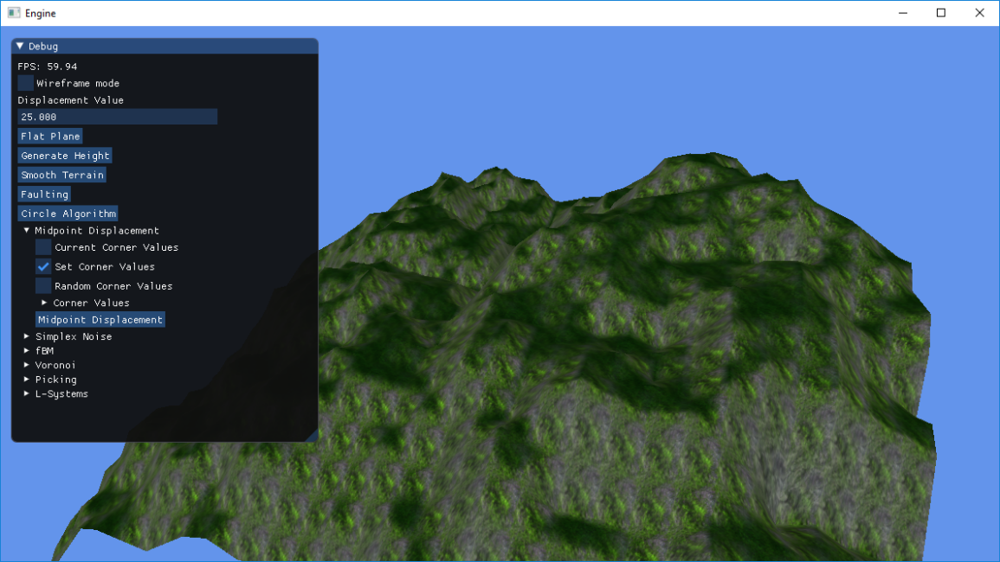 Engine
Debug
FPS: 59.94
Wireframe mode
Displacement Value
25.000
Flat Plane
Generate Height
Smooth Terrain
Faulting
Circle Algorithm
Midpoint Displacement
Current Corner Values
Set Corner Values
Random Corner Values
Corner Values
Midpoint Displacement
Simplex Noise
fBM
Voronoi
Picking
L-Systems